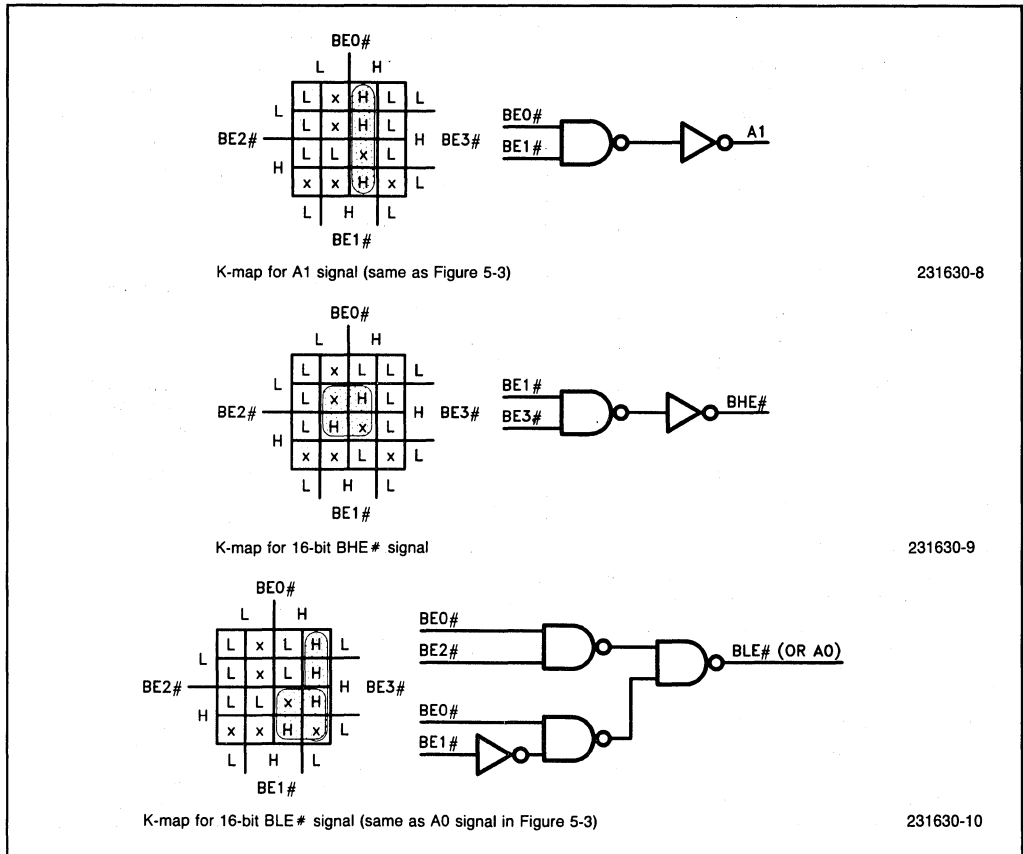 BE0#
L H
L x H L L
L
L x H L
BE2# H BE3#
L L x L
H
x x H x L
L H L
BE1#
BE0#
BE1#
A1
K-map for A1 signal (same as Figure 5-3) 231630-8
BE0#
L H
L x L L L
L
L x H L
BE2# H BE3#
L H x L
H
x x L x L
L H L
BE1#
BE1#
BE3#
BHE#
K-map for 16-bit BHE# signal 231630-9
BE0#
L H
L x L H L
L
L x L H
BE2# H BE3#
L L x H
H
x x H x L
L H L
BE1#
BE0#
BE2#
BE0#
BE1#
BLE# (OR A0)
K-map for 16-bit BLE# signal (same as A0 signal in Figure 5-3) 231630-10